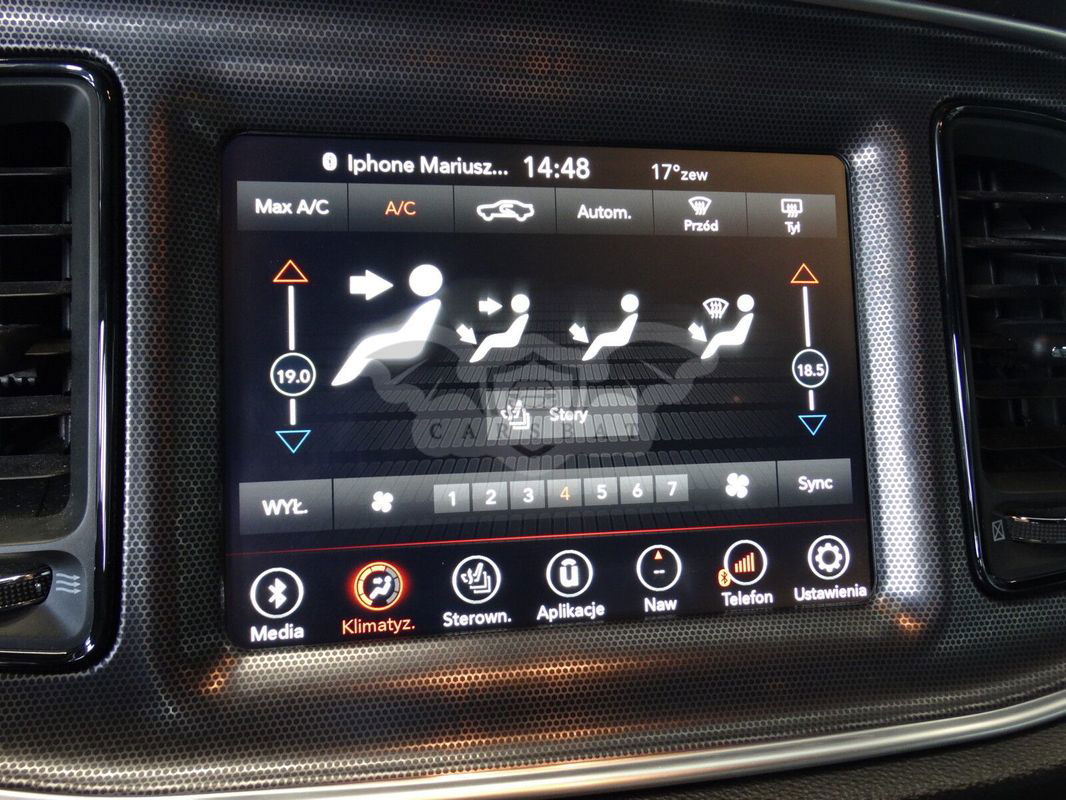 Iphone Mariusz... 14:48 17°zew
Max A/C A/C Autom. Przód Tył
19.0 18.5
Stery
CARSBAT
WYŁ. 1 2 3 4 5 6 7 Sync
Media Klimatyz. Sterown. Aplikacje Naw Telefon Ustawienia